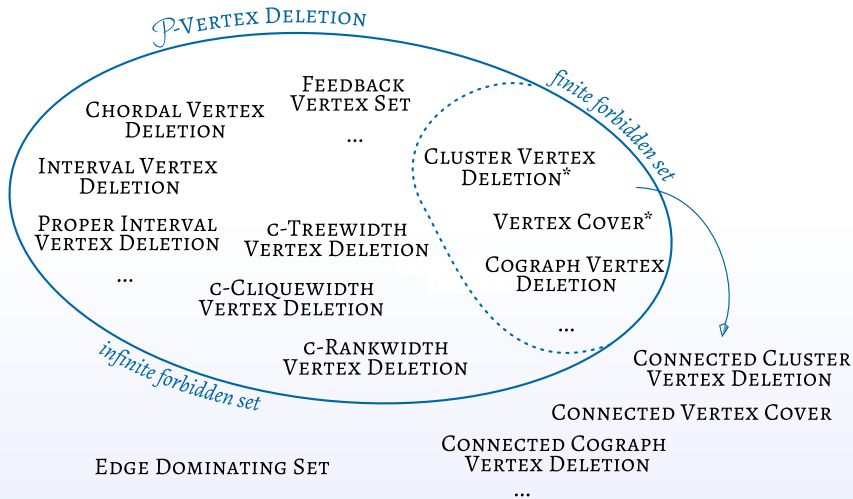 P-Vertex Deletion
finite forbidden set
Feedback
Vertex Set
...
Chordal Vertex
Deletion
Interval Vertex
Deletion
Proper Interval
Vertex Deletion
...
c-Treewidth
Vertex Deletion
c-Cliquewidth
Vertex Deletion
c-Rankwidth
Vertex Deletion
Cluster Vertex
Deletion*
Vertex Cover*
Cograph Vertex
Deletion
...
infinite forbidden set
Connected Cluster
Vertex Deletion
Connected Vertex Cover
Connected Cograph
Vertex Deletion
...
Edge Dominating Set